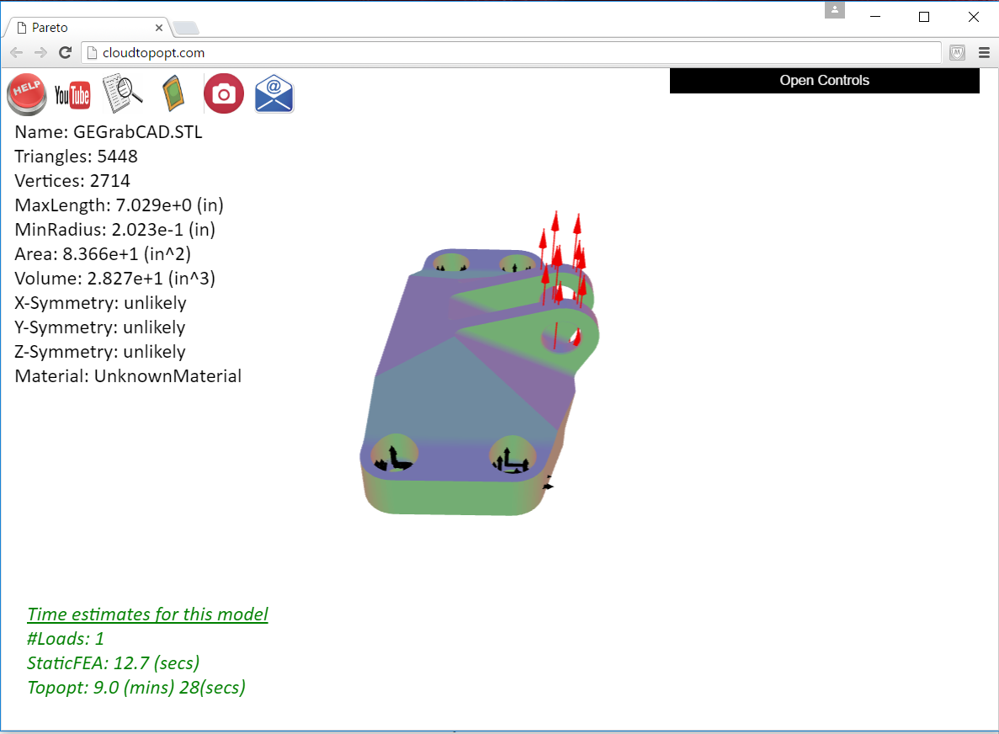 Pareto
cloudtopopt.com
Open Controls
HELP
YouTube
Name: GEGrabCAD.STL
Triangles: 5448
Vertices: 2714
MaxLength: 7.029e+0 (in)
MinRadius: 2.023e-1 (in)
Area: 8.366e+1 (in^2)
Volume: 2.827e+1 (in^3)
X-Symmetry: unlikely
Y-Symmetry: unlikely
Z-Symmetry: unlikely
Material: UnknownMaterial
Time estimates for this model
#Loads: 1
StaticFEA: 12.7 (secs)
Topopt: 9.0 (mins) 28(secs)